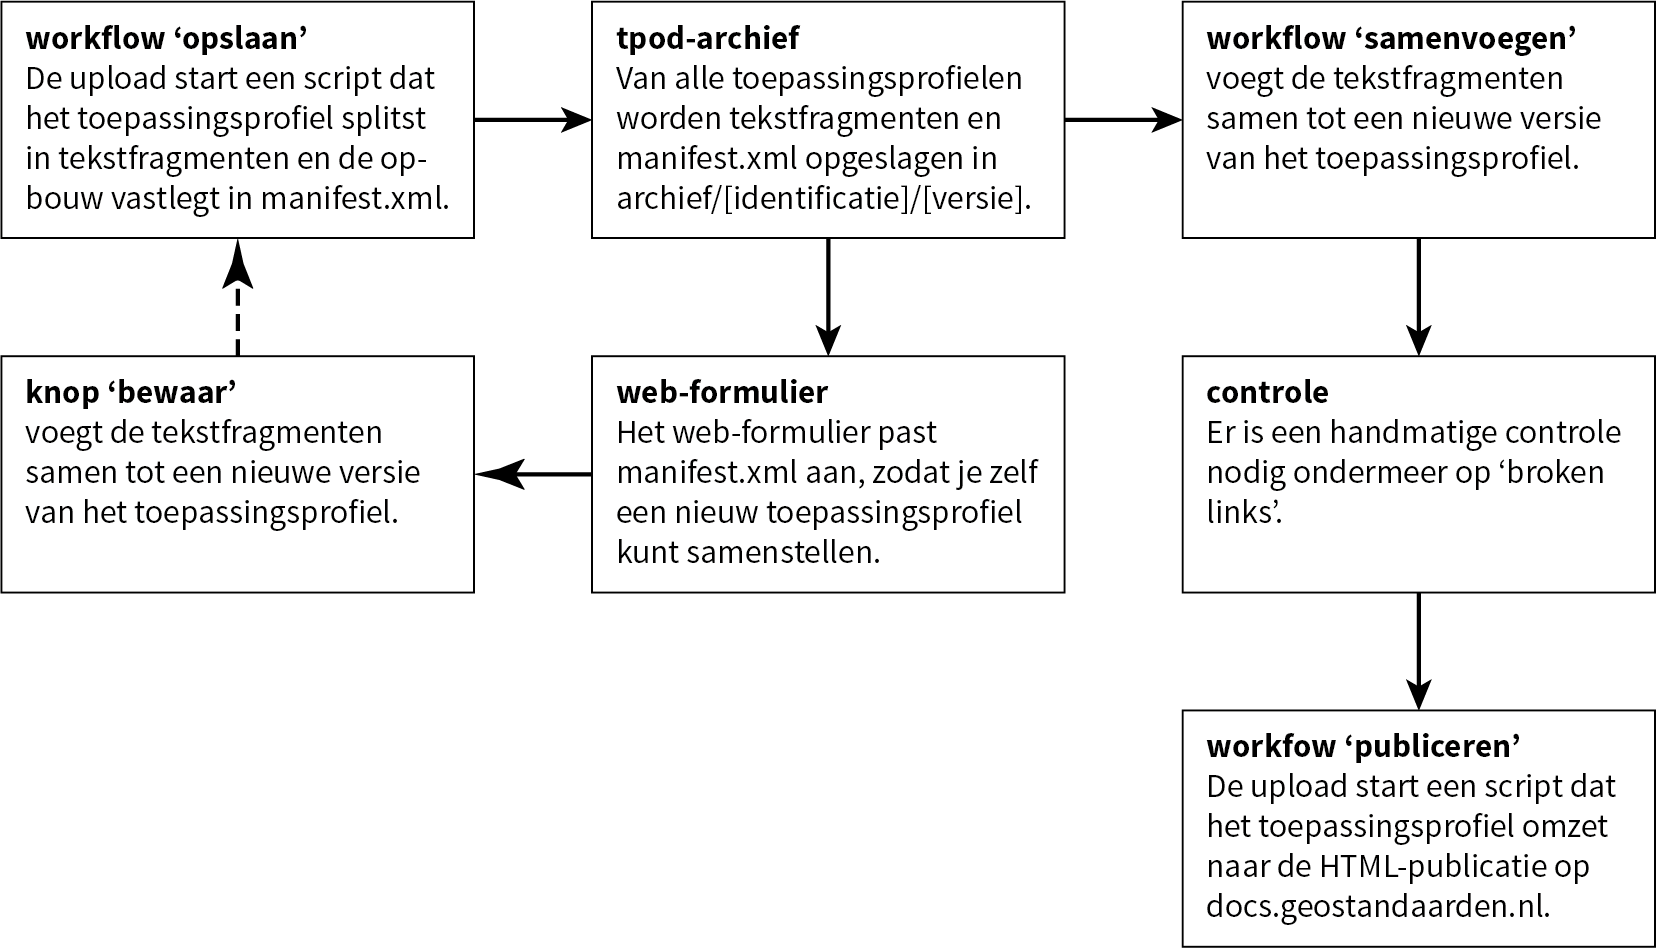 workflow ‘opslaan’
De upload start een script dat
het toepassingsprofiel splitst
in tekstfragmenten en de op-
bouw vastlegt in manifest.xml.
tpod-archief
Van alle toepassingsprofielen
worden tekstfragmenten en
manifest.xml opgeslagen in
archief/[identificatie]/[versie].
workflow ‘samenvoegen’
voegt de tekstfragmenten
samen tot een nieuwe versie
van het toepassingsprofiel.
knop ‘bewaar’
voegt de tekstfragmenten
samen tot een nieuwe versie
van het toepassingsprofiel.
web-formulier
Het web-formulier past
manifest.xml aan, zodat je zelf
een nieuw toepassingsprofiel
kunt samenstellen.
controle
Er is een handmatige controle
nodig ondermeer op ‘broken
links’.
workfow ‘publiceren’
De upload start een script dat
het toepassingsprofiel omzet
naar de HTML-publicatie op
docs.geostandaarden.nl.